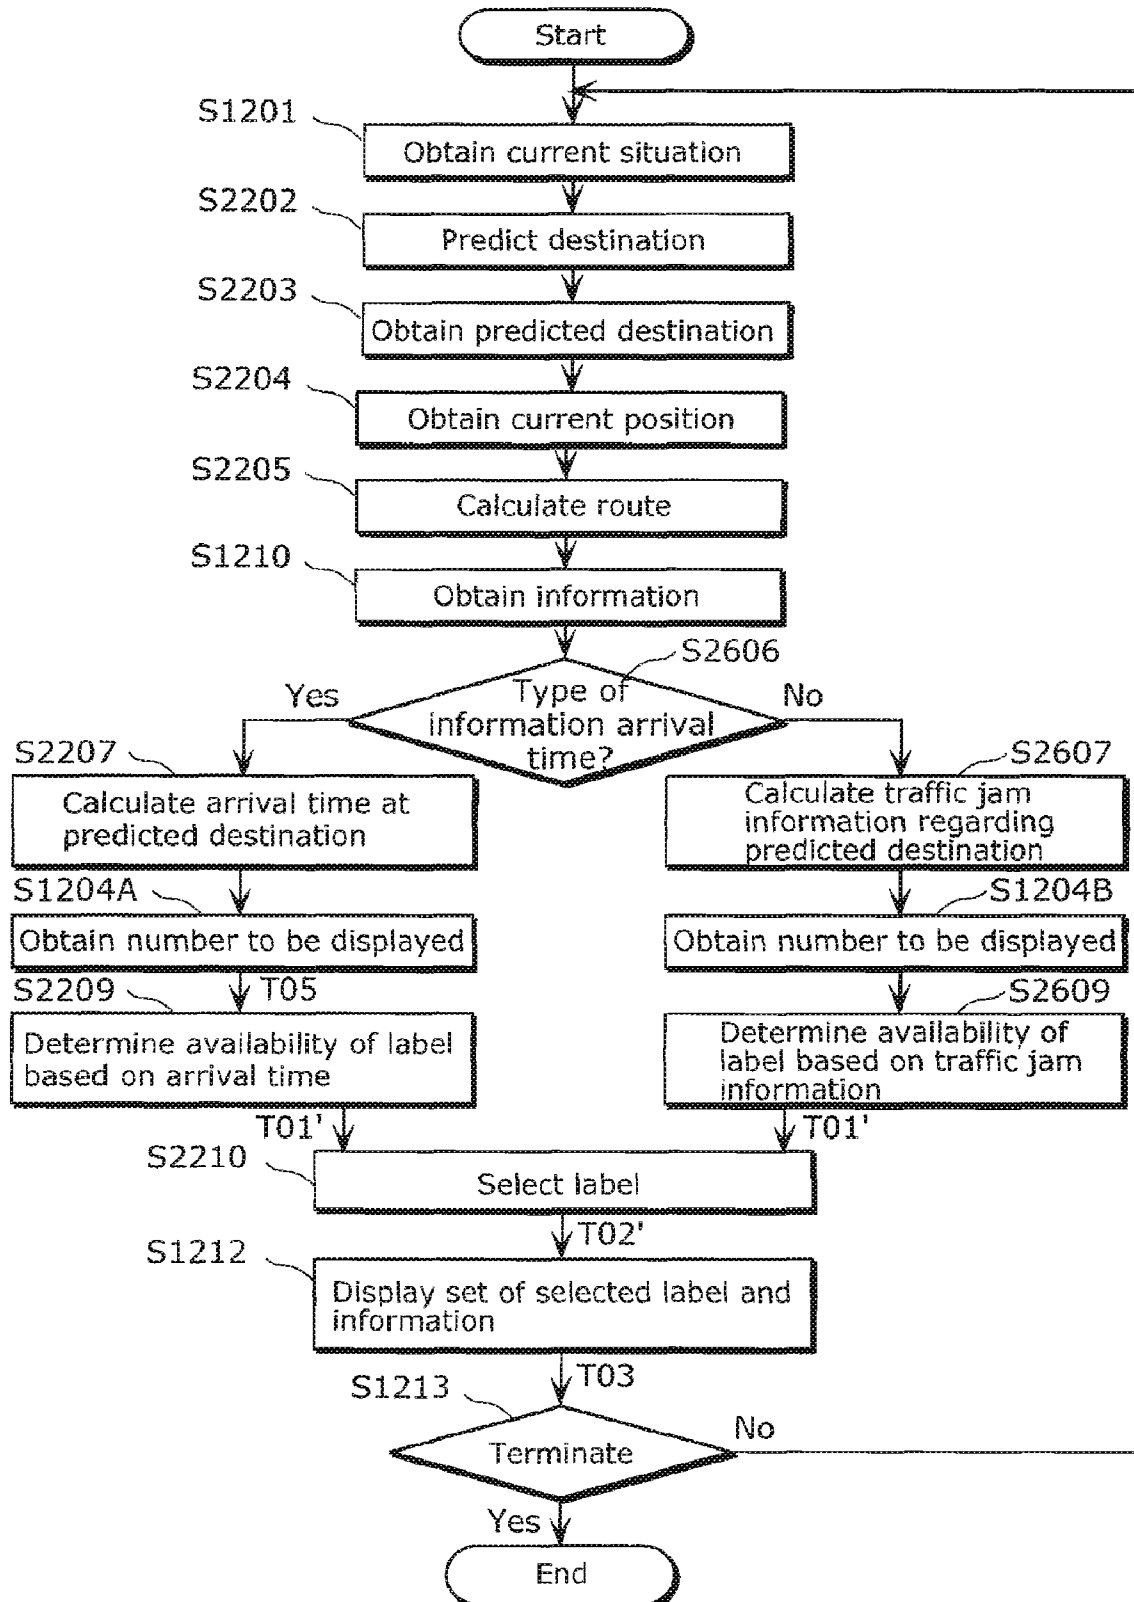 Start
S1201
Obtain current situation
S2202
Predict destination
S2203
Obtain predicted destination
S2204
Obtain current position
S2205
Calculate route
S1210
Obtain information
S2606
Yes
Type of
information arrival
time?
No
S2207
Calculate arrival time at
predicted destination
S2607
Calculate traffic jam
information regarding
predicted destination
S1204A
Obtain number to be displayed
S1204B
Obtain number to be displayed
S2209
T05
Determine availability of label
based on arrival time
S2609
Determine availability of
label based on traffic jam
information
T01'
T01'
S2210
Select label
T02'
S1212
Display set of selected label and
information
T03
S1213
Terminate
No
Yes
End